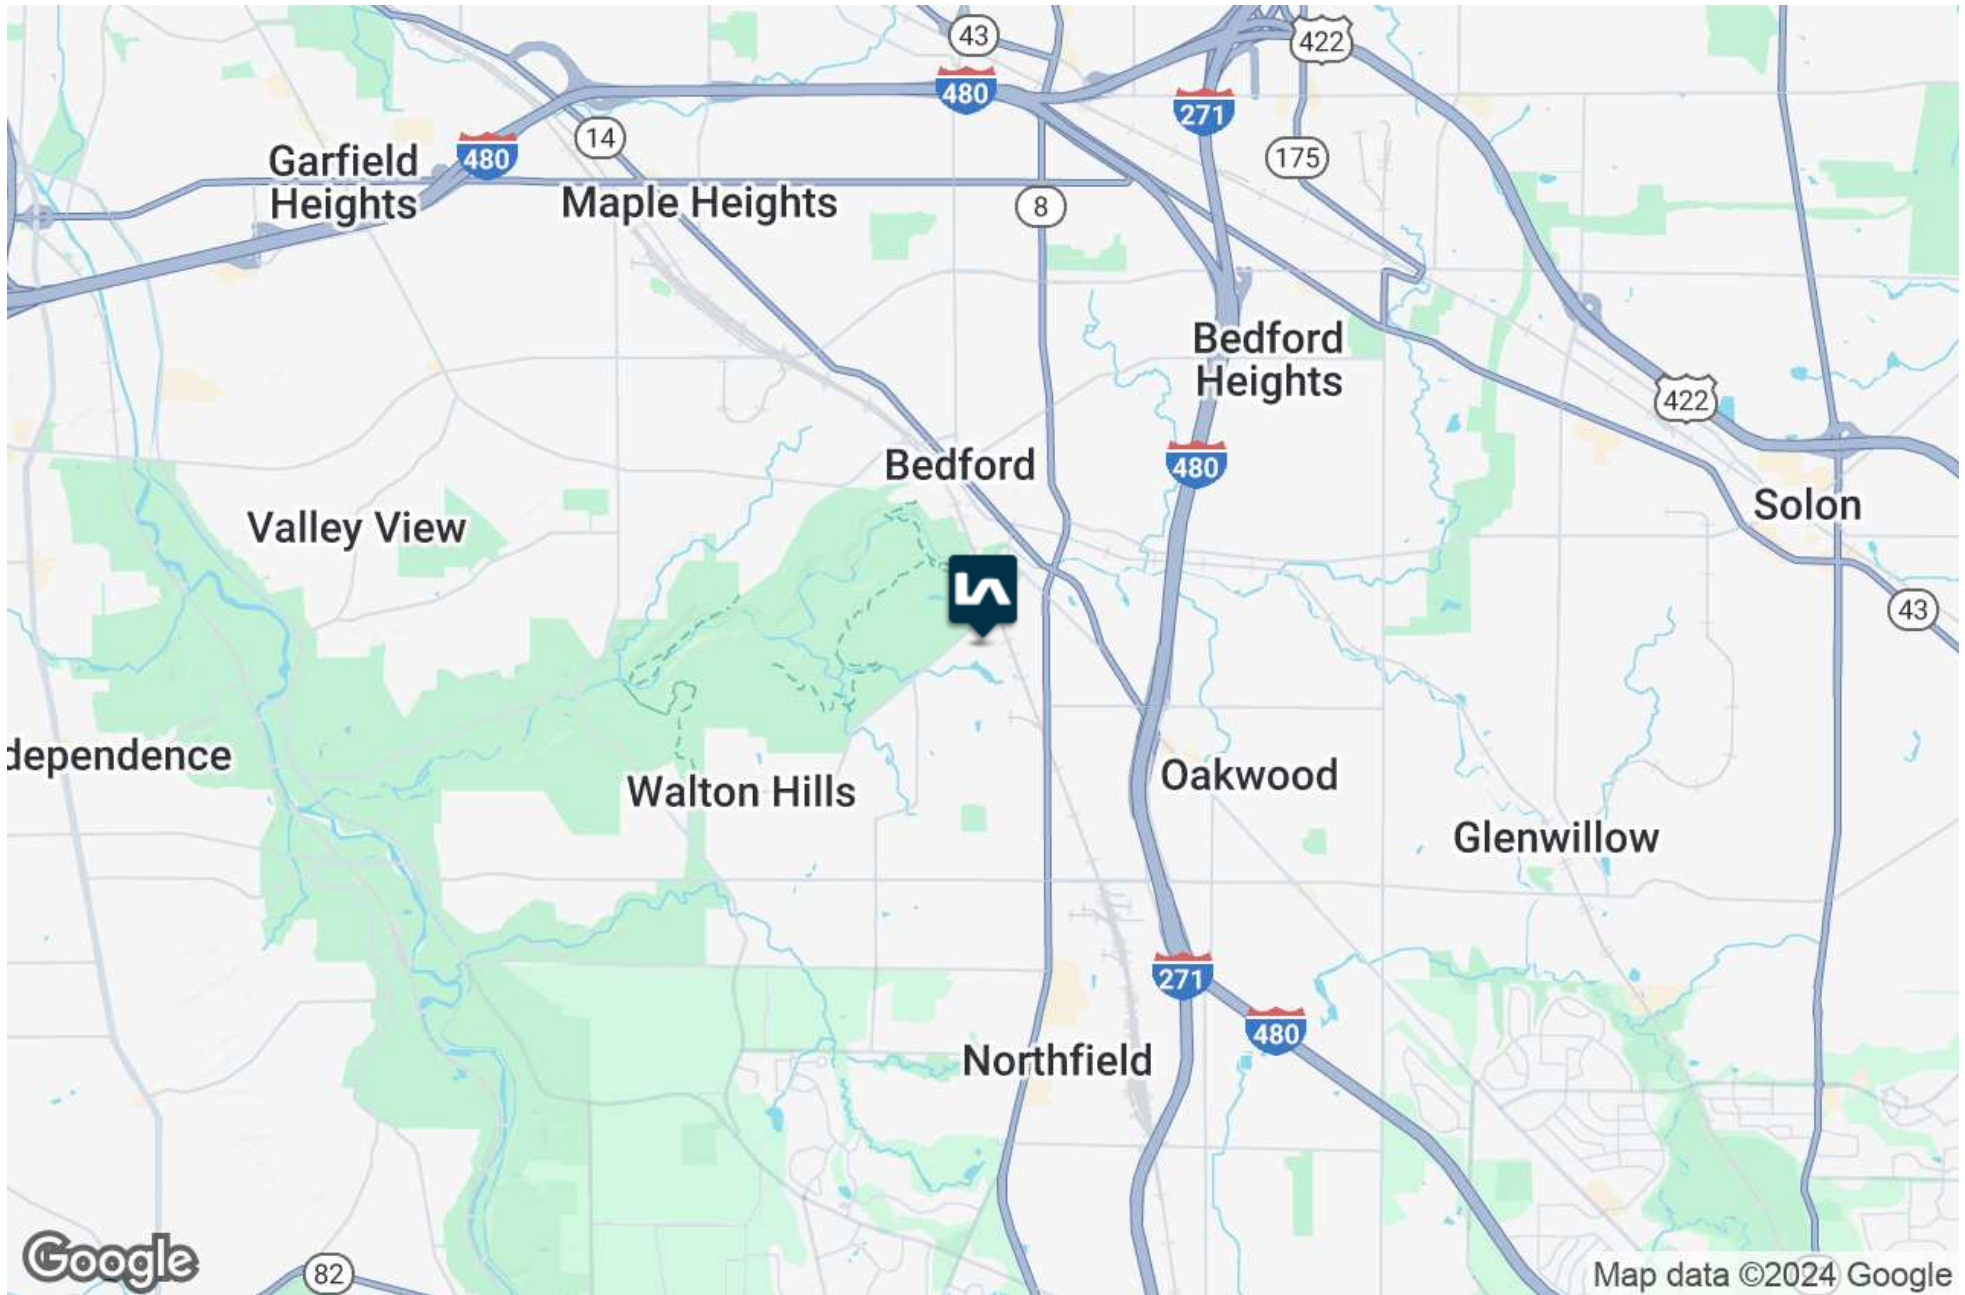 43
422
480
271
14
175
480
Garfield
Heights
Maple Heights
8
Bedford
Heights
422
Bedford
480
Solon
Valley View
LA
43
dependence
Oakwood
Walton Hills
Glenwillow
271
480
Northfield
Google
82
Map data ©2024 Google